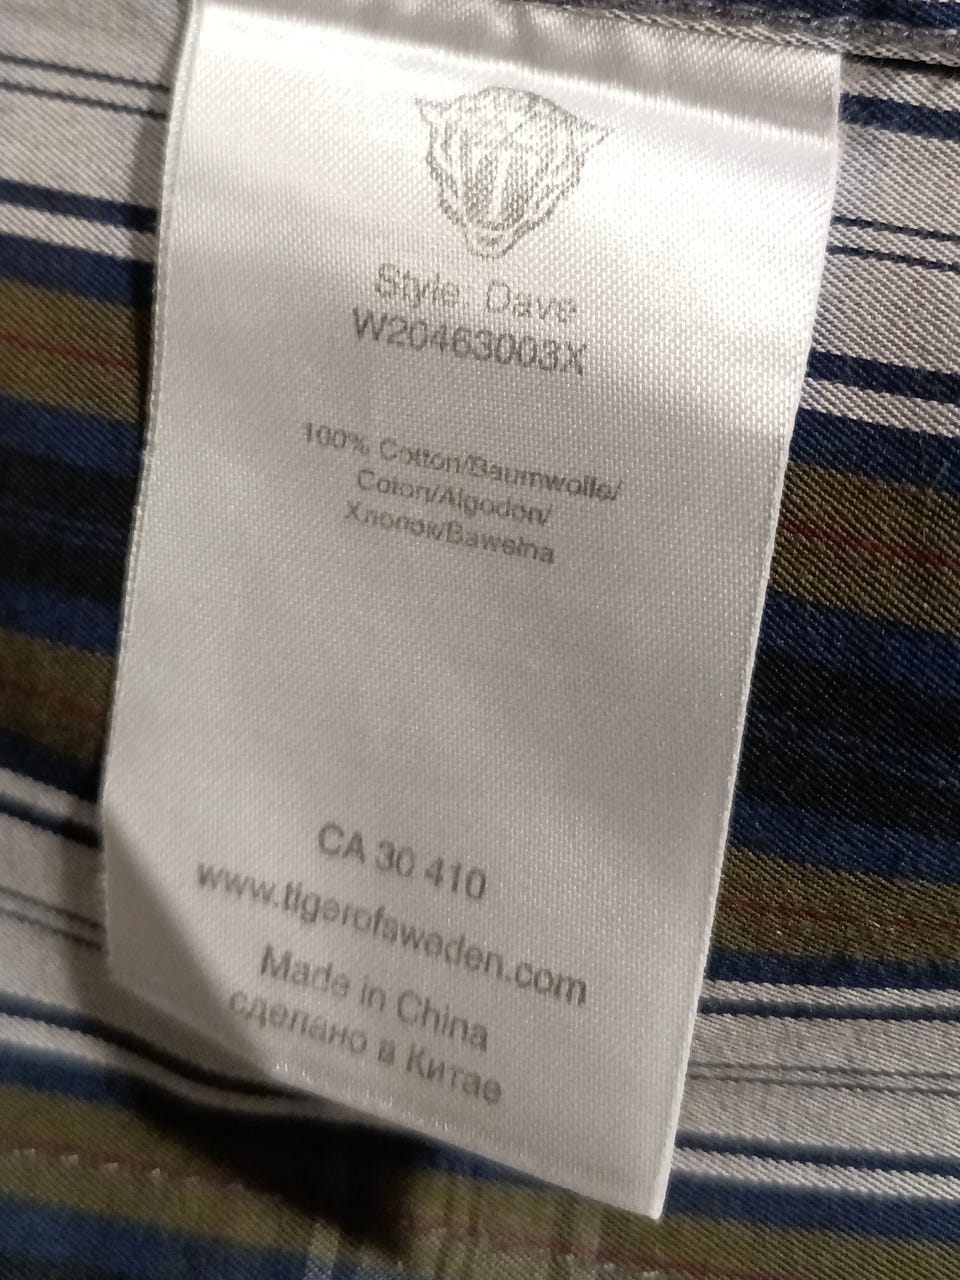 Style: Dave
W20463003X
100% Cotton/Baumwolle/
Coton/Algodon/
Хлопок/Bawełna
CA 30 410
www.tigerofsweden.com
Made in China
сделано в Китае